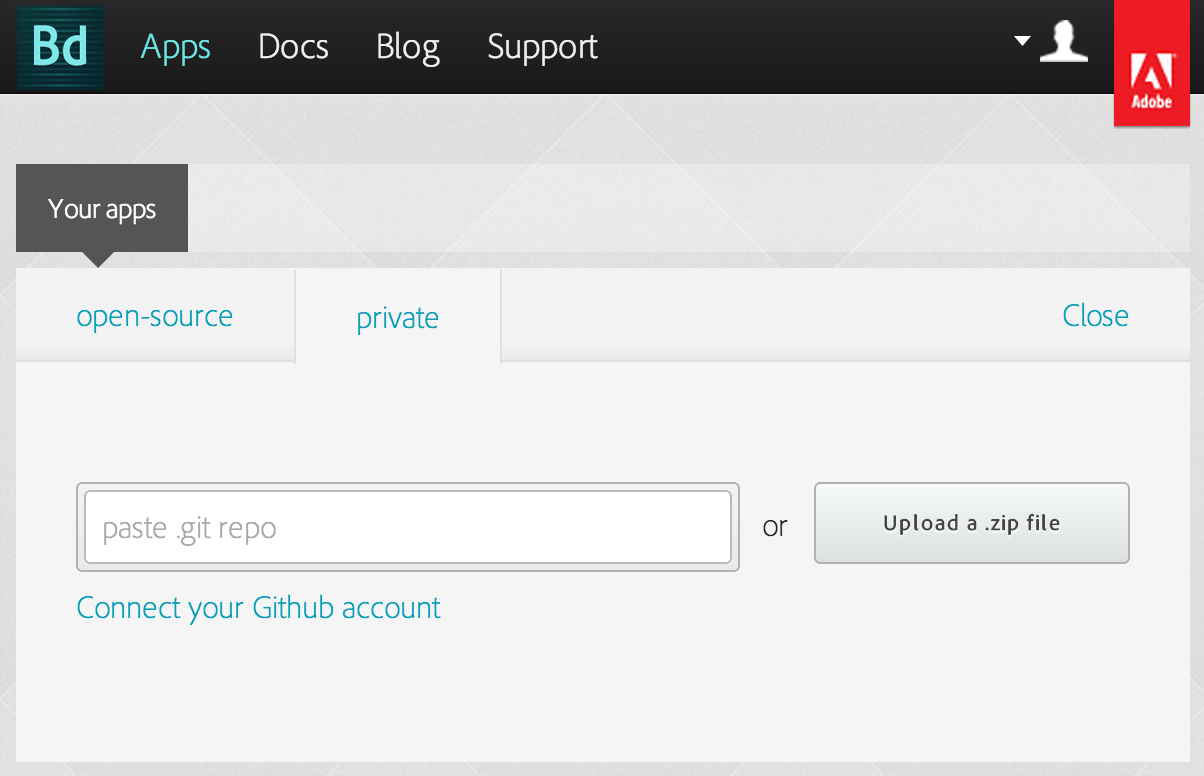 Bd Apps Docs Blog Support
Adobe
Your apps
open-source private Close
paste .git repo or Upload a .zip file
Connect your Github account